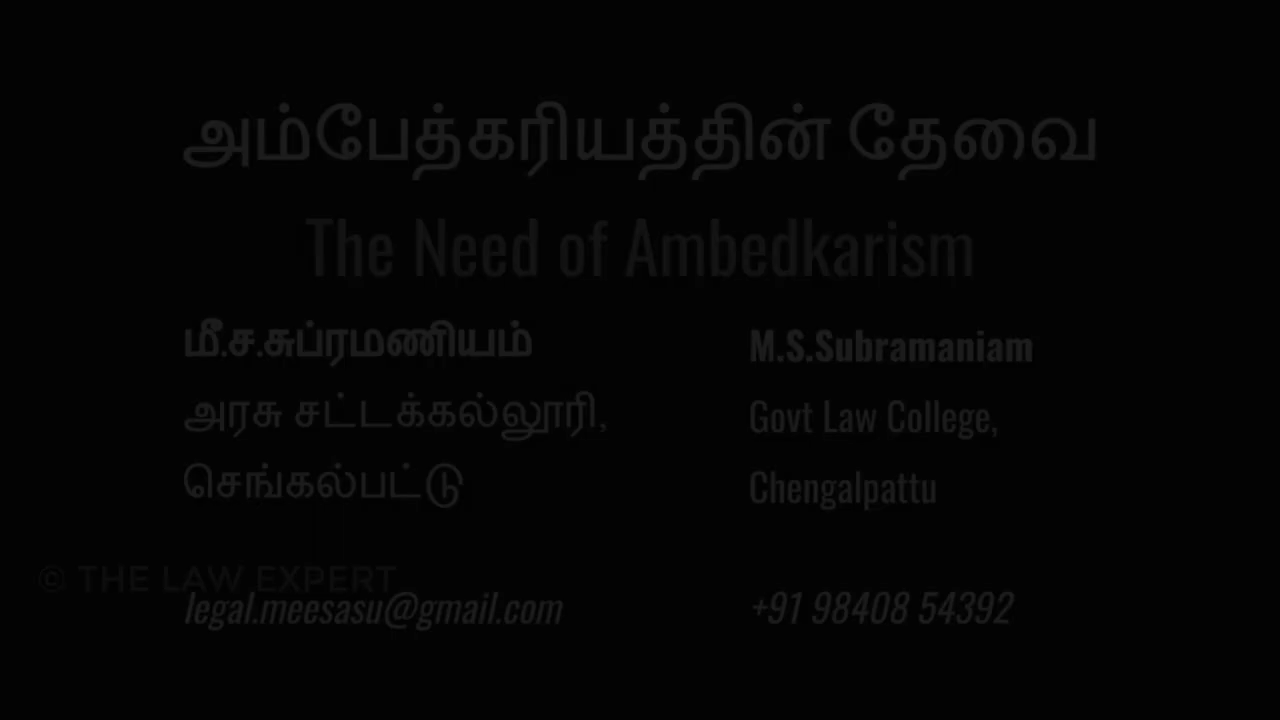 அம்பேத்கரியத்தின் தேவை
The Need of Ambedkarism
மீ.ச.சுப்ரமணியம்
M.S.Subramaniam
அரசு சட்டக்கல்லூரி,
Govt Law College,
செங்கல்பட்டு
Chengalpattu
© THE LAW EXPERT
legal.meesasu@gmail.com
+91 98408 54392